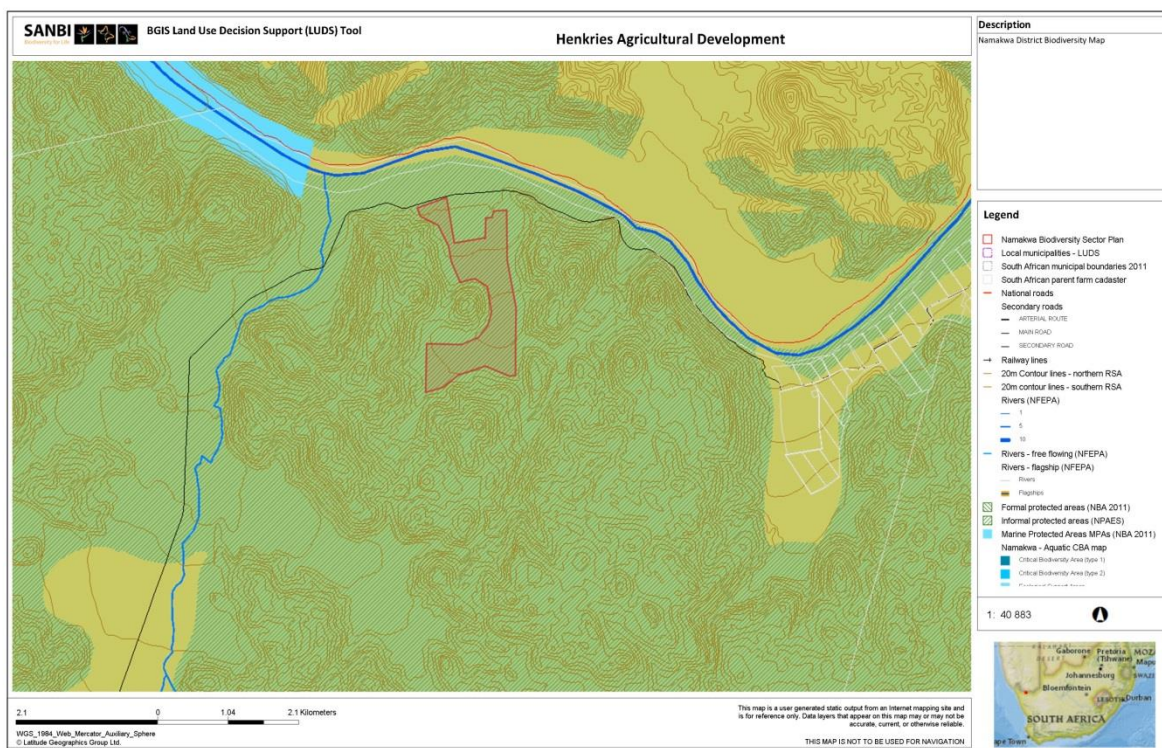 SANBI
Biodiversity for Life
BGIS Land Use Decision Support (LUDS) Tool
Henkries Agricultural Development
Description
Namakwa District Biodiversity Map
Legend
Namakwa Biodiversity Sector Plan
Local municipalities - LUDS
South African municipal boundaries 2011
South African parent farm cadaster
National roads
Secondary roads
ARTERIAL ROUTE
MAIN ROAD
SECONDARY ROAD
Railway lines
20m Contour lines - northern RSA
20m contour lines - southern RSA
Rivers (NFEPA)
1
5
10
Rivers - free flowing (NFEPA)
Rivers - flagship (NFEPA)
Rivers
Flagships
Formal protected areas (NBA 2011)
Informal protected areas (NPAES)
Marine Protected Areas MPAs (NBA 2011)
Namakwa - Aquatic CBA map
Critical Biodiversity Area (type 1)
Critical Biodiversity Area (type 2)
1: 40 883
Gaborone
Pretoria
(Tshwane)
MOZ
Maputo
Johannesburg
SWAZI
Bloemfontein
LESOTHO
Durban
SOUTH AFRICA
ape Town
2.1 0 1.04 2.1 Kilometers
WGS_1984_Web_Mercator_Auxiliary_Sphere
© Latitude Geographics Group Ltd.
This map is a user generated static output from an Internet mapping site and
is for reference only. Data layers that appear on this map may or may not be
accurate, current, or otherwise reliable.
THIS MAP IS NOT TO BE USED FOR NAVIGATION